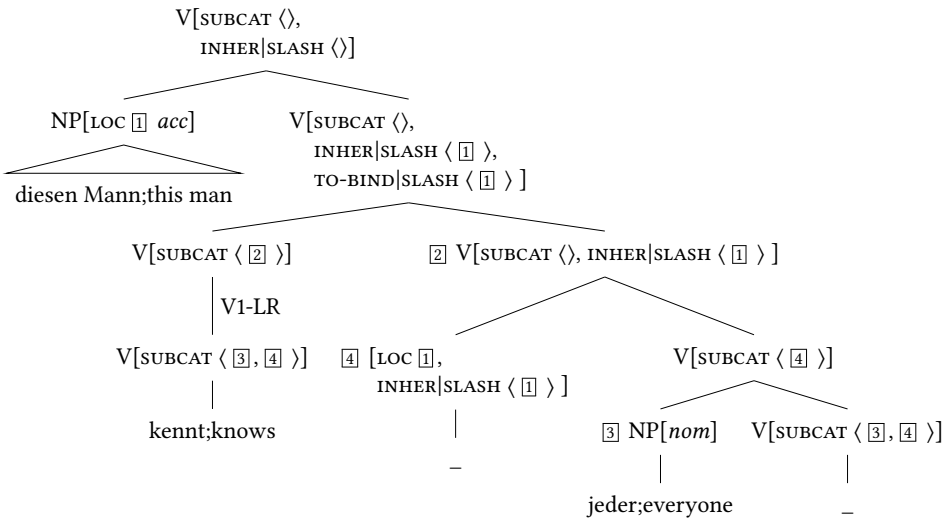 V[SUBCAT ⟨⟩,
INHER|SLASH ⟨⟩]
NP[LOC 1 acc]
V[SUBCAT ⟨⟩,
INHER|SLASH ⟨ 1 ⟩,
TO-BIND|SLASH ⟨ 1 ⟩ ]
diesen Mann;this man
V[SUBCAT ⟨ 2 ⟩]
2 V[SUBCAT ⟨⟩, INHER|SLASH ⟨ 1 ⟩ ]
V1-LR
V[SUBCAT ⟨ 3 , 4 ⟩]
4 [LOC 1 ,
INHER|SLASH ⟨ 1 ⟩ ]
V[SUBCAT ⟨ 4 ⟩]
kennt;knows
3 NP[nom]
V[SUBCAT ⟨ 3 , 4 ⟩]
_
jeder;everyone
_